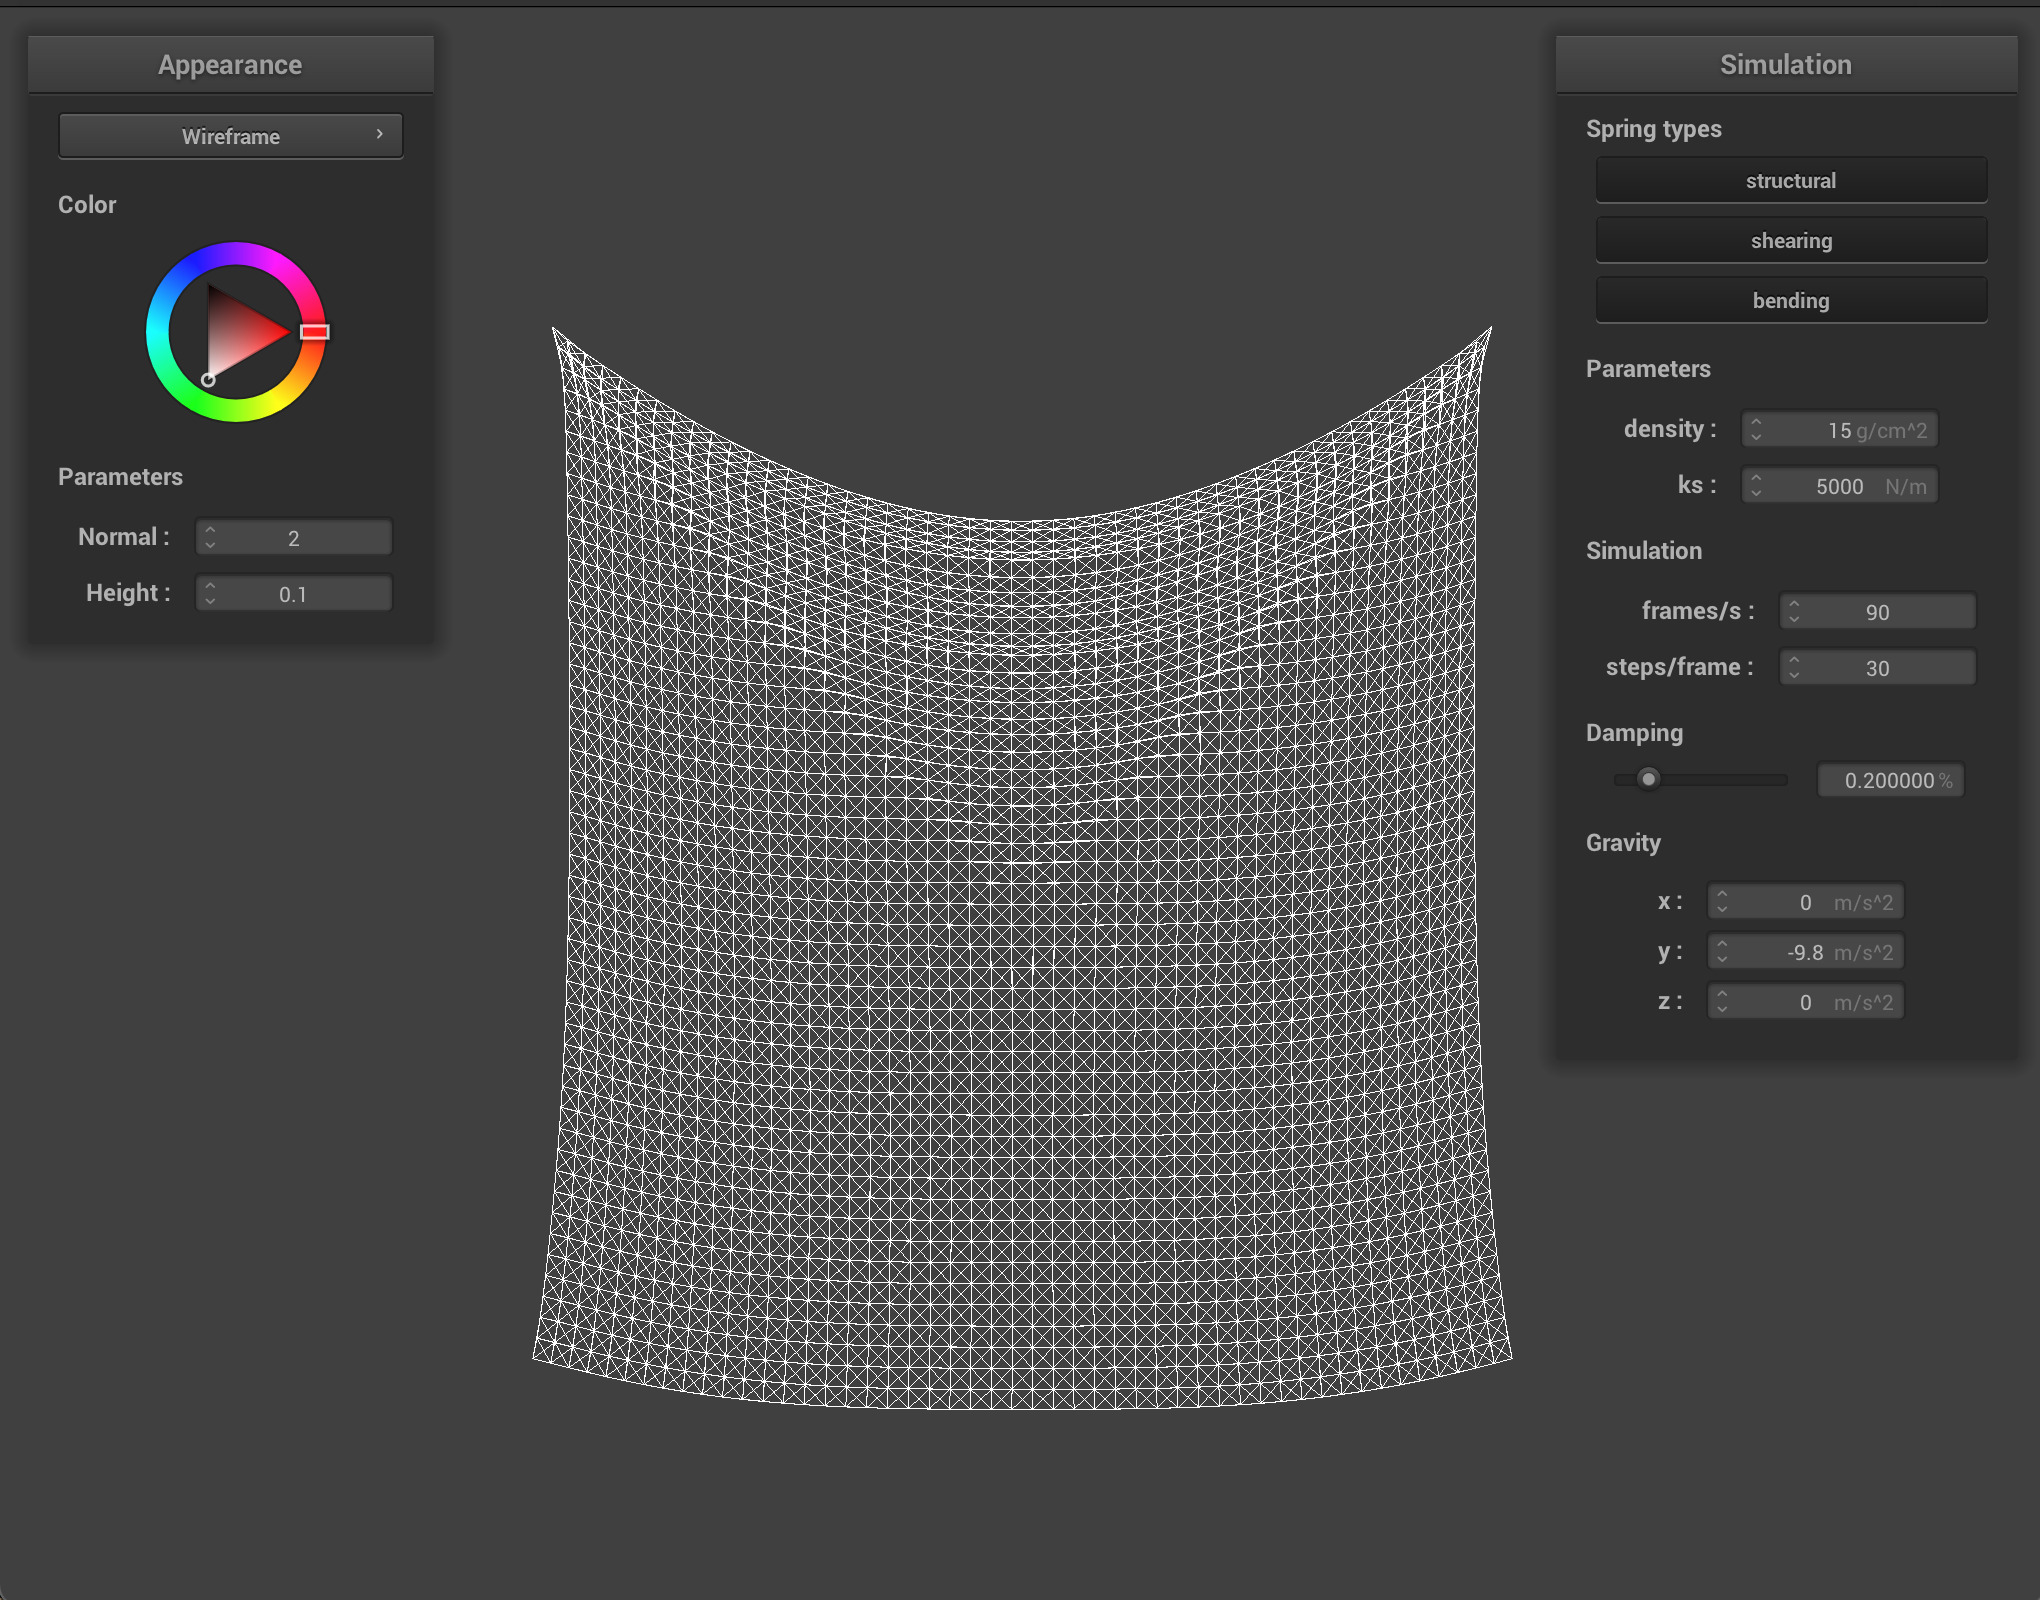 Appearance
Wireframe
Color
Parameters
Normal : 2
Height : 0.1
Simulation
Spring types
structural
shearing
bending
Parameters
density : 15 g/cm^2
ks : 5000 N/m
Simulation
frames/s : 90
steps/frame : 30
Damping
0.200000 %
Gravity
x : 0 m/s^2
y : -9.8 m/s^2
z : 0 m/s^2